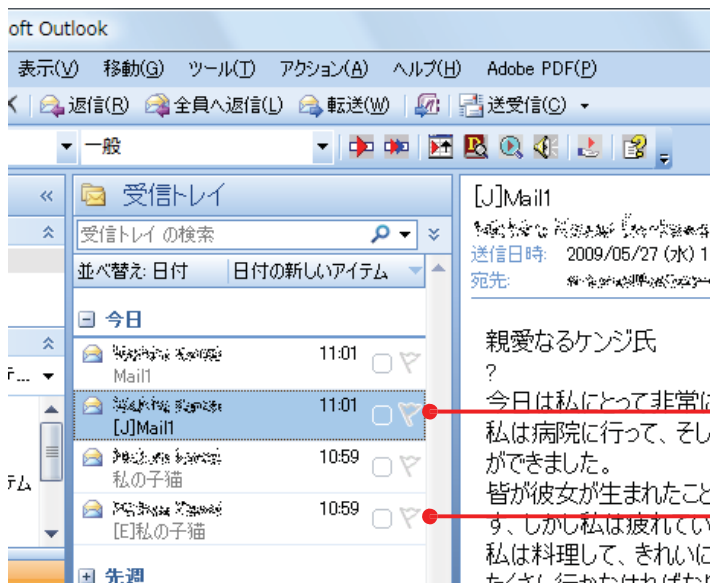 oft Outlook
表示(V) 移動(G) ツール(T) アクション(A) ヘルプ(H) Adobe PDF(P)
返信(R) 全員へ返信(L) 転送(W) 送受信(C)
一般
受信トレイ
受信トレイ の検索
並べ替え: 日付 日付の新しいアイテム
今日
11:01
Mail1
11:01
[J]Mail1
10:59
私の子猫
10:59
[E]私の子猫
先週
テ...
テム
[J]Mail1
送信日時: 2009/05/27 (水) 1
宛先:
親愛なるケンジ氏
?
今日は私にとって非常に
私は病院に行って、そし
ができました。
皆が彼女が生まれたこと
す、しかし私は疲れてい
私は料理して、きれいに